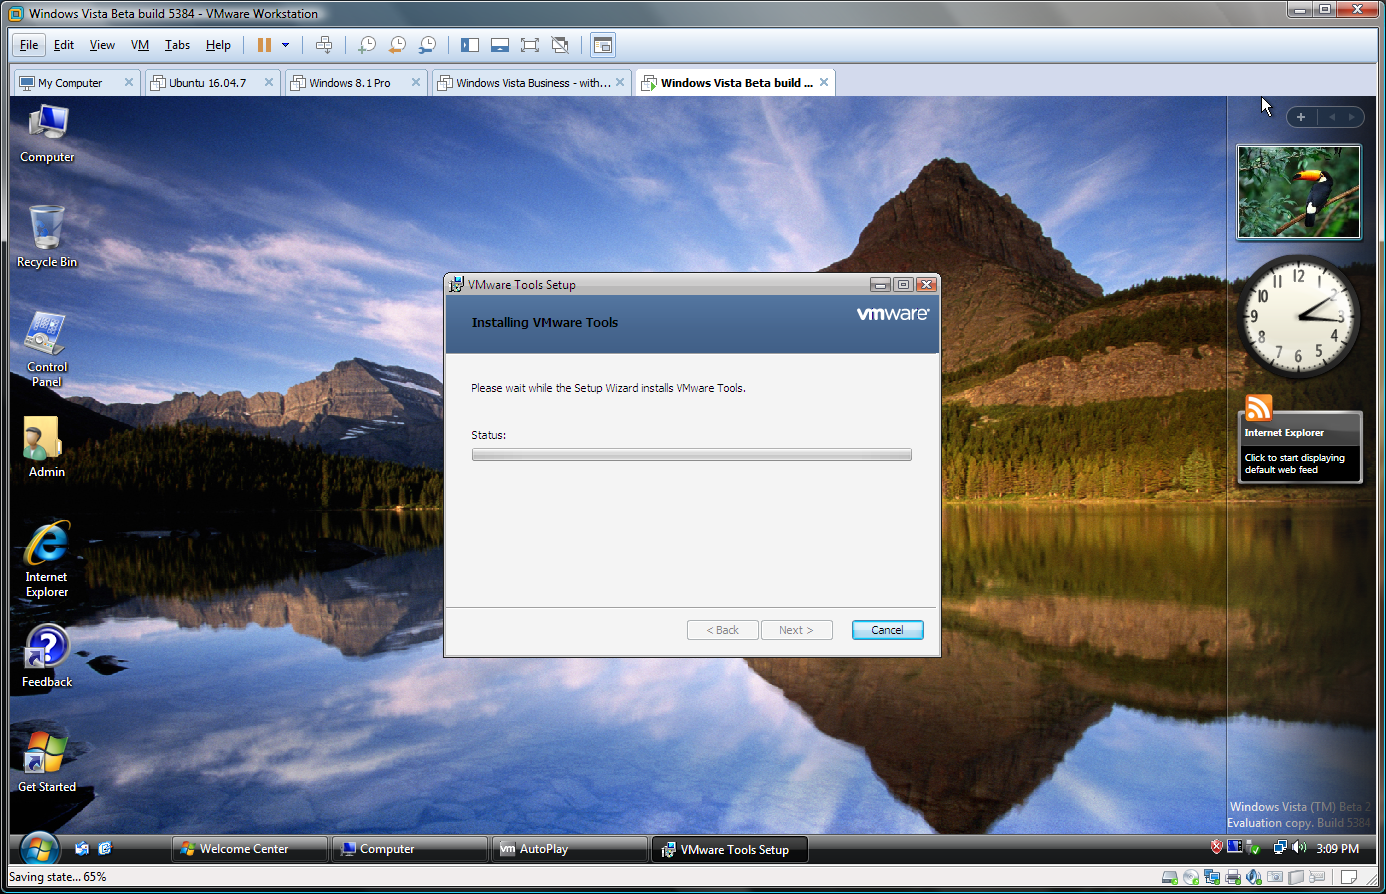 Windows Vista Beta build 5384 - VMware Workstation
File Edit View VM Tabs Help
My Computer
Ubuntu 16.04.7
Windows 8.1 Pro
Windows Vista Business - with...
Windows Vista Beta build ...
Computer
Recycle Bin
Control
Panel
Admin
Internet
Explorer
Feedback
Get Started
VMware Tools Setup
Installing VMware Tools
vmware
Please wait while the Setup Wizard installs VMware Tools.
Status:
< Back
Next >
Cancel
12
1
2
3
4
5
6
7
8
9
10
11
Internet Explorer
Click to start displaying
default web feed
Windows Vista (TM) Beta 2
Evaluation copy. Build 5384
Welcome Center
Computer
vm AutoPlay
VMware Tools Setup
3:09 PM
Saving state... 65%